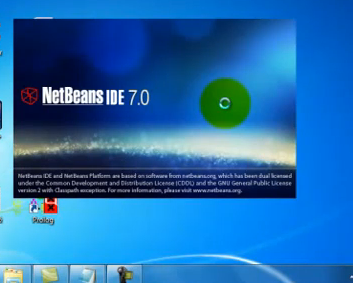 NetBeans IDE 7.0
NetBeans IDE and NetBeans Platform are based on software from netbeans.org, which has been dual licensed
under the Common Development and Distribution License (CDDL) and the GNU General Public License
version 2 with Classpath exception. For more information, please visit www.netbeans.org.
Prolog